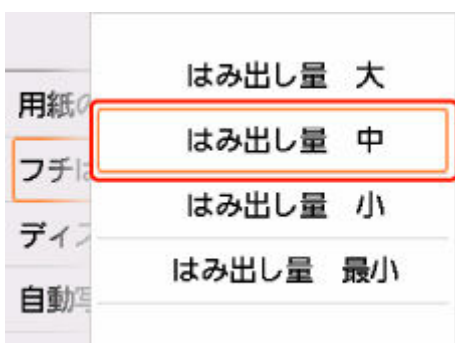 はみ出し量 大
用紙の
はみ出し量 中
フチは
はみ出し量 小
ディス
はみ出し量 最小
自動写